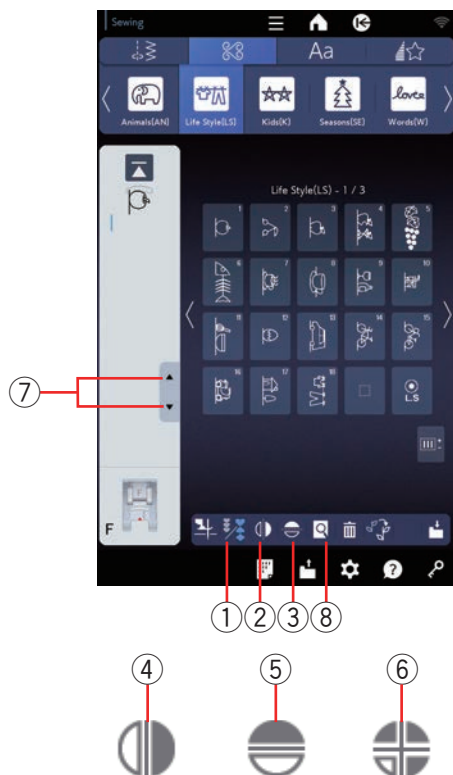 Sewing
Aa
Animals(AN)
Life Style(LS)
Kids(K)
love
Seasons(SE)
Words(W)
Life Style(LS) - 1 / 3
1
2
3
4
5
6
7
8
9
10
11
12
13
14
15
16
17
18
L.S
⑦
F
①
②
③
⑧
④
⑤
⑥